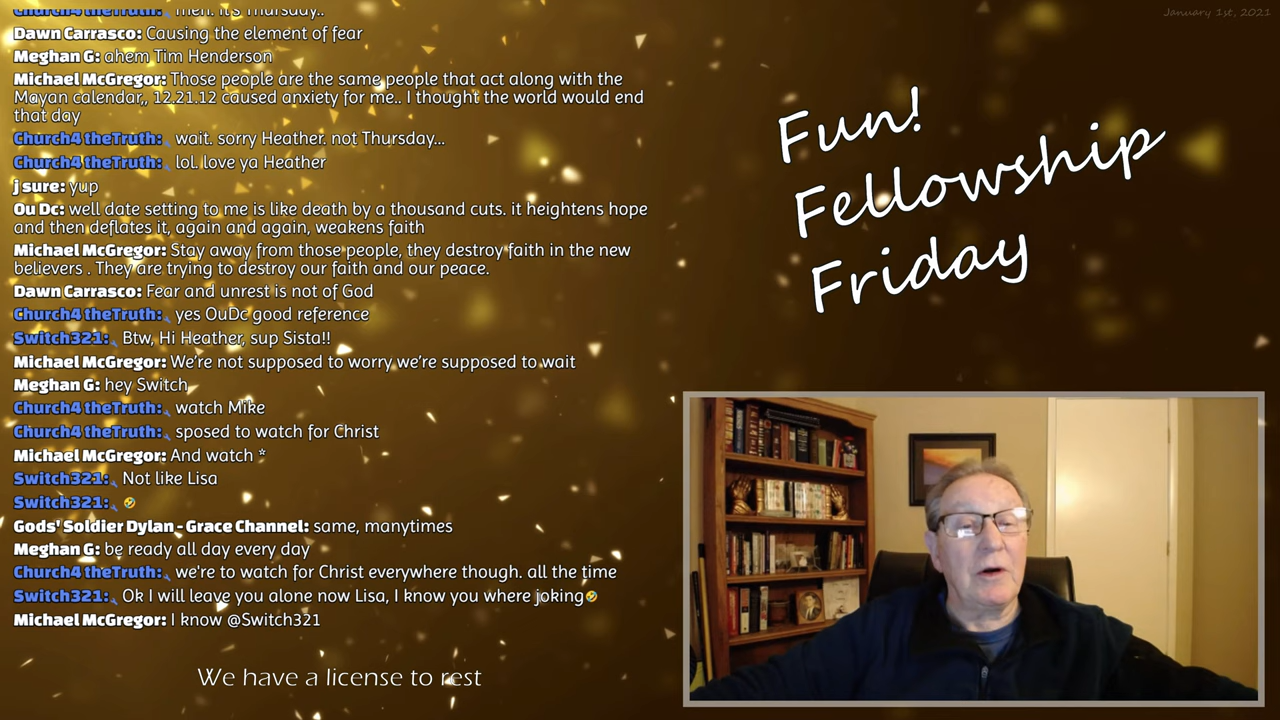 Church4 theTruth: then. it's Thursday..
Dawn Carrasco: Causing the element of fear
Meghan G: ahem Tim Henderson
Michael McGregor: Those people are the same people that act along with the
Mayan calendar,, 12.21.12 caused anxiety for me.. I thought the world would end
that day
Church4 theTruth: wait. sorry Heather. not Thursday...
Church4 theTruth: lol. love ya Heather
j sure: yup
Ou Dc: well date setting to me is like death by a thousand cuts. it heightens hope
and then deflates it, again and again, weakens faith
Michael McGregor: Stay away from those people, they destroy faith in the new
believers . They are trying to destroy our faith and our peace.
Dawn Carrasco: Fear and unrest is not of God
Church4 theTruth: yes OuDc good reference
Switch321: Btw, Hi Heather, sup Sista!!
Michael McGregor: We're not supposed to worry we're supposed to wait
Meghan G: hey Switch
Church4 theTruth: watch Mike
Church4 theTruth: sposed to watch for Christ
Michael McGregor: And watch *
Switch321: Not like Lisa
Switch321: 🤣
Gods' Soldier Dylan - Grace Channel: same, manytimes
Meghan G: be ready all day every day
Church4 theTruth: we're to watch for Christ everywhere though. all the time
Switch321: Ok I will leave you alone now Lisa, I know you where joking🤣
Michael McGregor: I know @Switch321
We have a license to rest
January 1st, 2021
Fun!
Fellowship
Friday